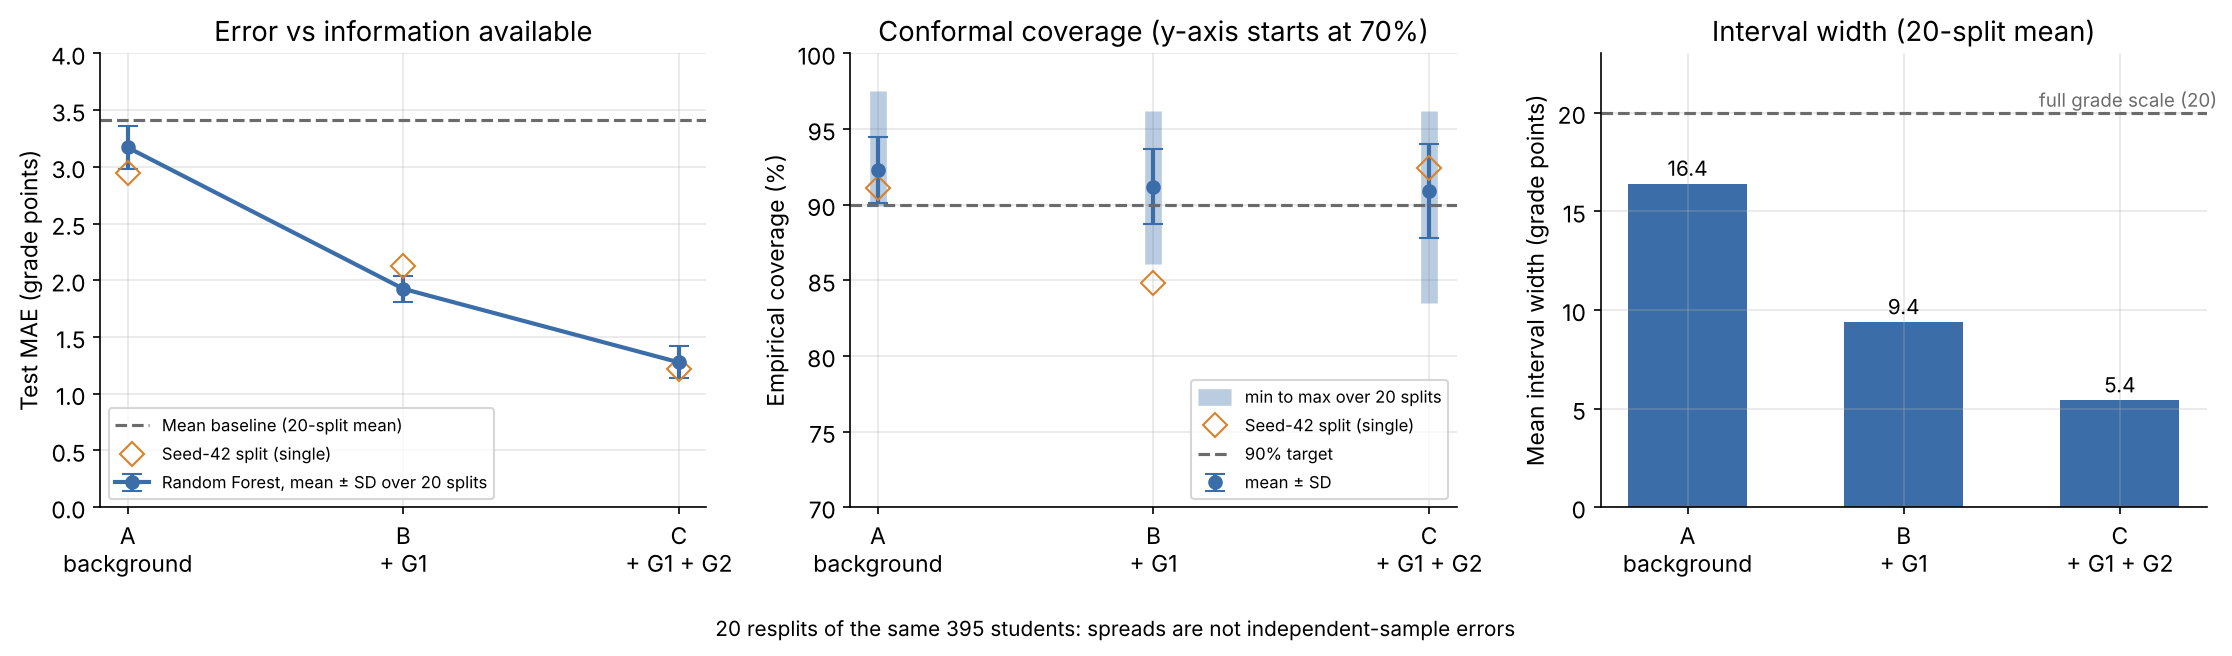 Error vs information available
Test MAE (grade points)
4.0
3.5
3.0
2.5
2.0
1.5
1.0
0.5
0.0
Mean baseline (20-split mean)
Seed-42 split (single)
Random Forest, mean ± SD over 20 splits
A
background
B
+ G1
C
+ G1 + G2
Conformal coverage (y-axis starts at 70%)
Empirical coverage (%)
100
95
90
85
80
75
70
min to max over 20 splits
Seed-42 split (single)
90% target
mean ± SD
A
background
B
+ G1
C
+ G1 + G2
Interval width (20-split mean)
Mean interval width (grade points)
20
15
10
5
0
full grade scale (20)
16.4
9.4
5.4
A
background
B
+ G1
C
+ G1 + G2
20 resplits of the same 395 students: spreads are not independent-sample errors